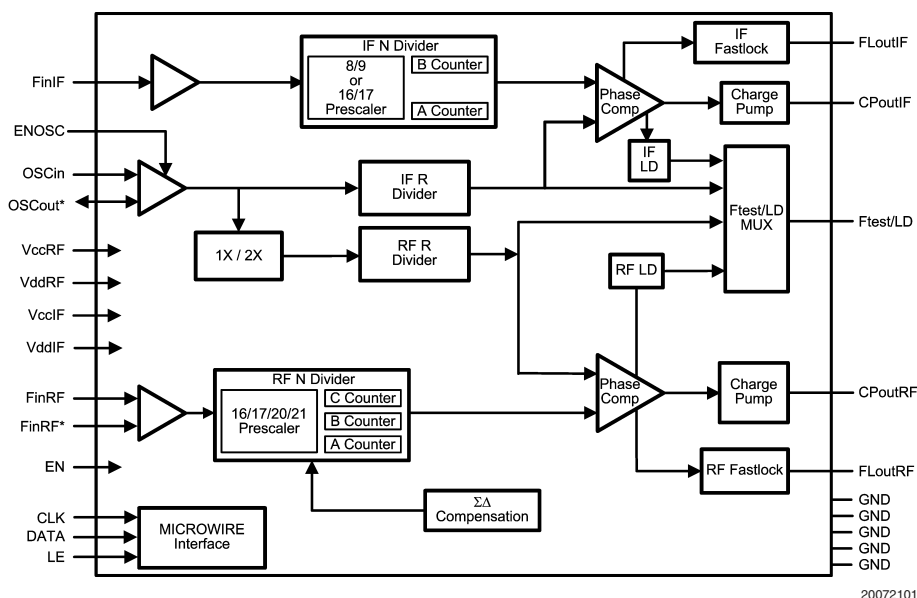 IF N Divider
8/9
or
16/17
Prescaler
B Counter
A Counter
IF
Fastlock
FLoutIF
FinIF
Phase
Comp
Charge
Pump
CPoutIF
ENOSC
IF
LD
OSCin
OSCout*
IF R
Divider
Ftest/LD
MUX
Ftest/LD
1X / 2X
RF R
Divider
RF LD
VccRF
VddRF
VccIF
VddIF
RF N Divider
16/17/20/21
Prescaler
C Counter
B Counter
A Counter
FinRF
FinRF*
Phase
Comp
Charge
Pump
CPoutRF
EN
RF Fastlock
FLoutRF
ΣΔ
Compensation
CLK
DATA
LE
MICROWIRE
Interface
GND
GND
GND
GND
GND
20072101